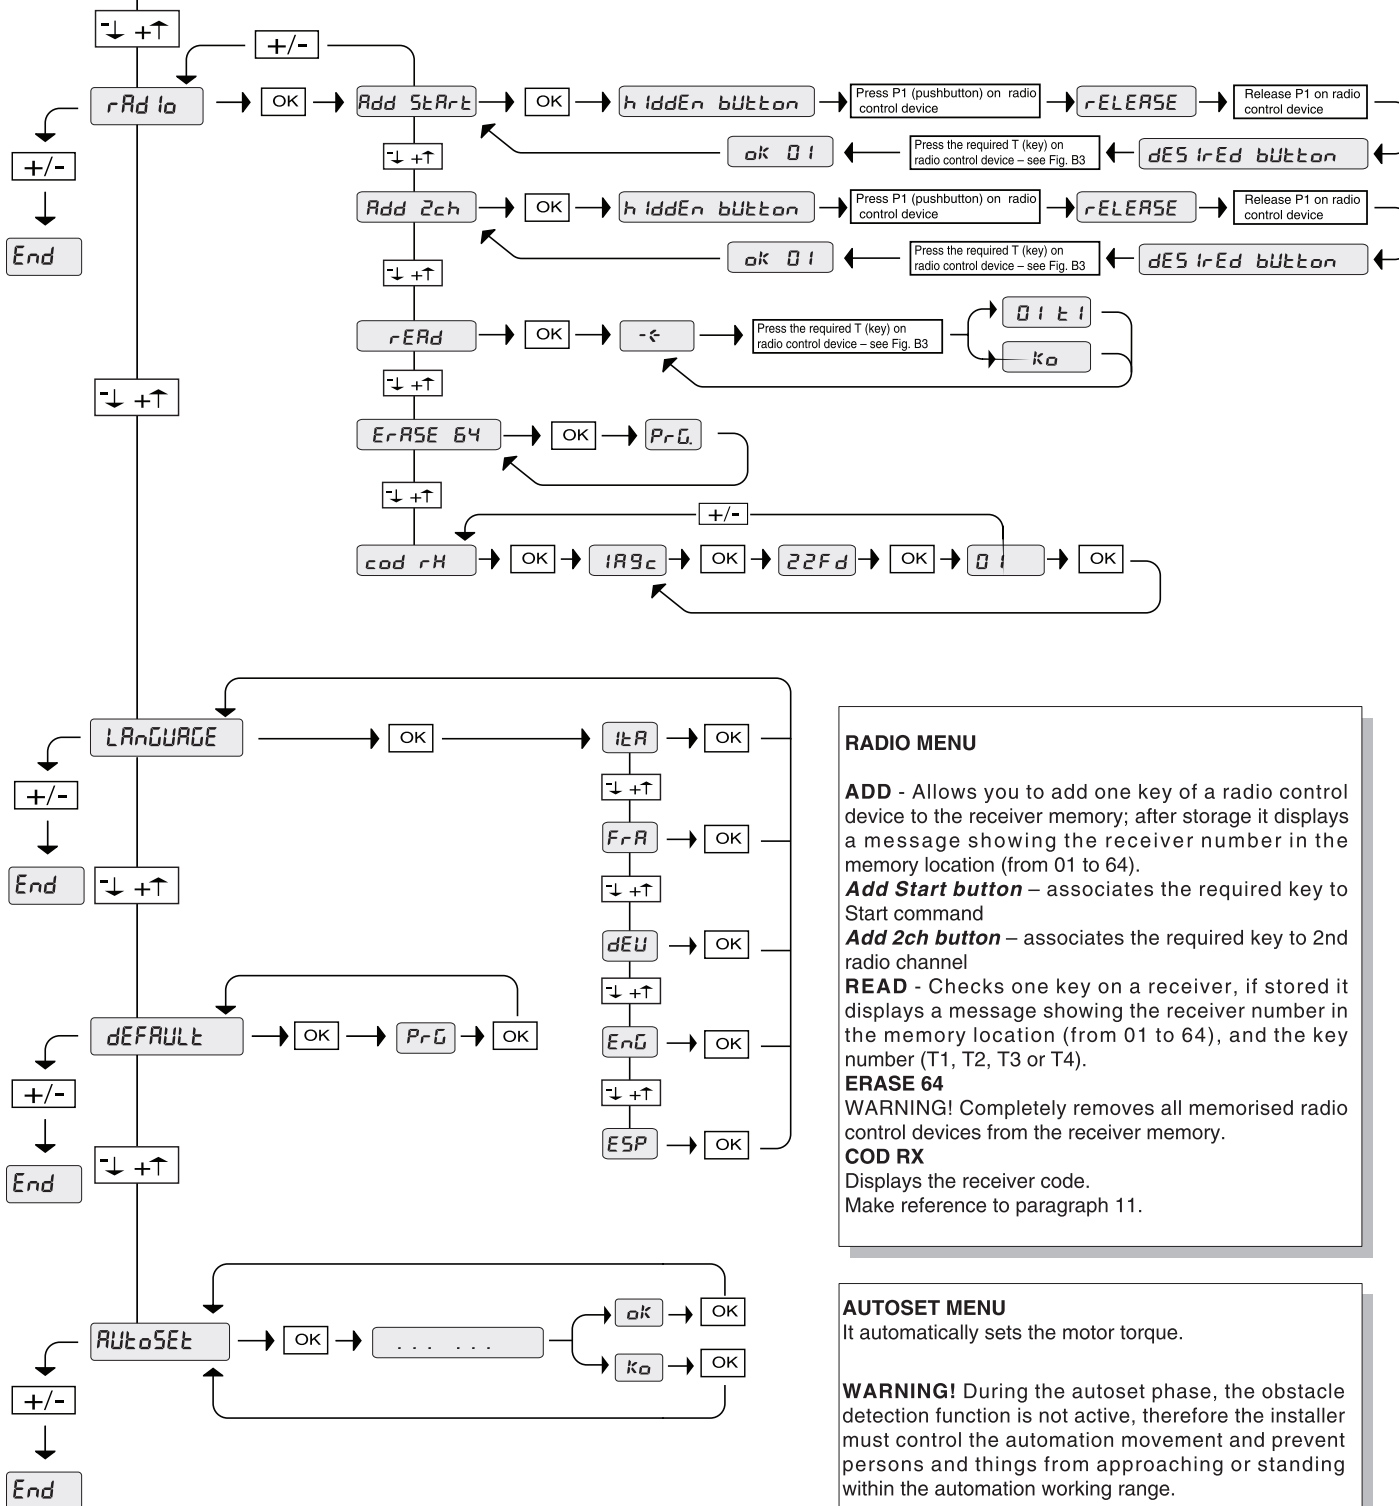 -↓ +↑
+/-
rAdIo
OK
Add StArt
OK
hIddEn bUtton
Press P1 (pushbutton) on radio
control device
rELEASE
Release P1 on radio
control device
+/-
-↓ +↑
oK 01
Press the required T (key) on
radio control device – see Fig. B3
dESIrEd bUtton
End
Add 2ch
OK
hIddEn bUtton
Press P1 (pushbutton) on radio
control device
rELEASE
Release P1 on radio
control device
-↓ +↑
oK 01
Press the required T (key) on
radio control device – see Fig. B3
dESIrEd bUtton
rEAd
OK
-<-
Press the required T (key) on
radio control device – see Fig. B3
01 t1
Ko
-↓ +↑
-↓ +↑
ErASE 64
OK
PrG.
-↓ +↑
+/-
cod rH
OK
1A9c
OK
22Fd
OK
01
OK
LAnGUAGE
OK
ItA
OK
+/-
-↓ +↑
FrA
OK
End
-↓ +↑
-↓ +↑
dEU
OK
-↓ +↑
dEFAULt
OK
PrG
OK
EnG
OK
+/-
-↓ +↑
ESP
OK
End
-↓ +↑
AUtoSEt
OK
... ...
oK
OK
Ko
OK
+/-
End
RADIO MENU
ADD - Allows you to add one key of a radio control
device to the receiver memory; after storage it displays
a message showing the receiver number in the
memory location (from 01 to 64).
Add Start button – associates the required key to
Start command
Add 2ch button – associates the required key to 2nd
radio channel
READ - Checks one key on a receiver, if stored it
displays a message showing the receiver number in
the memory location (from 01 to 64), and the key
number (T1, T2, T3 or T4).
ERASE 64
WARNING! Completely removes all memorised radio
control devices from the receiver memory.
COD RX
Displays the receiver code.
Make reference to paragraph 11.
AUTOSET MENU
It automatically sets the motor torque.
WARNING! During the autoset phase, the obstacle
detection function is not active, therefore the installer
must control the automation movement and prevent
persons and things from approaching or standing
within the automation working range.